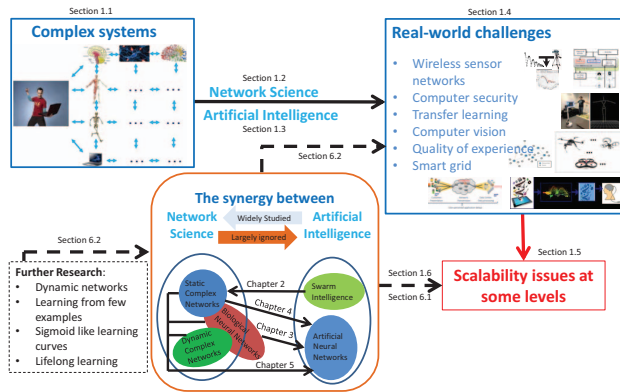 Section 1.1
Complex systems
Section 1.2
Network Science
Artificial Intelligence
Section 1.3
Section 1.4
Real-world challenges
• Wireless sensor
networks
• Computer security
• Transfer learning
• Computer vision
• Quality of experience
• Smart grid
Section 6.2
The synergy between
Network
Science
Widely Studied
Largely ignored
Artificial
Intelligence
Section 6.2
Further Research:
• Dynamic networks
• Learning from few
examples
• Sigmoid like learning
curves
• Lifelong learning
Static
Complex
Networks
Biological
Neural Networks
Dynamic
Complex
Networks
Chapter 2
Chapter 4
Chapter 3
Chapter 5
Swarm
Intelligence
Artificial
Neural
Networks
Section 1.6
Section 6.1
Section 1.5
Scalability issues at
some levels